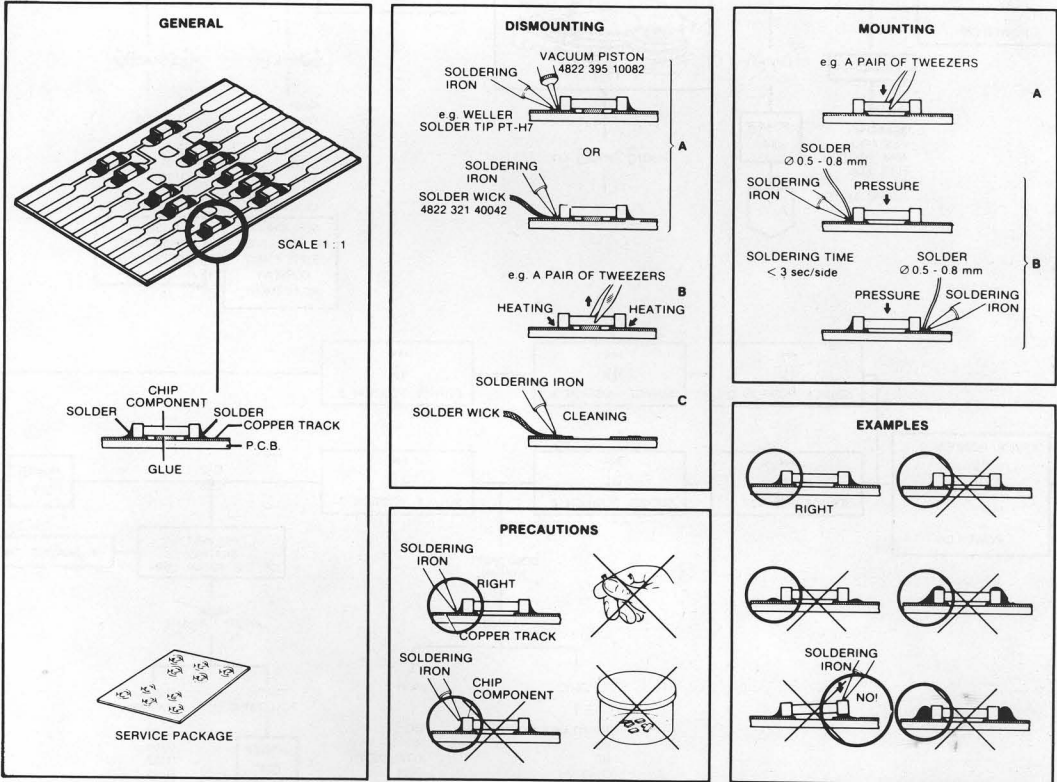 GENERAL
SCALE 1 : 1
CHIP
COMPONENT
SOLDER
SOLDER
COPPER TRACK
P.C.B.
GLUE
SERVICE PACKAGE
DISMOUNTING
VACUUM PISTON
4822 395 10082
SOLDERING
IRON
e.g. WELLER
SOLDER TIP PT-H7
OR
A
SOLDERING
IRON
SOLDER WICK
4822 321 40042
e.g. A PAIR OF TWEEZERS
B
HEATING
HEATING
C
SOLDERING IRON
SOLDER WICK
CLEANING
PRECAUTIONS
SOLDERING
IRON
RIGHT
COPPER TRACK
SOLDERING
IRON
CHIP
COMPONENT
MOUNTING
e.g. A PAIR OF TWEEZERS
A
SOLDER
Ø 0.5 - 0.8 mm
SOLDERING
IRON
PRESSURE
SOLDERING TIME
< 3 sec/side
SOLDER
Ø 0.5 - 0.8 mm
B
PRESSURE
SOLDERING
IRON
EXAMPLES
RIGHT
SOLDERING
IRON
NO!